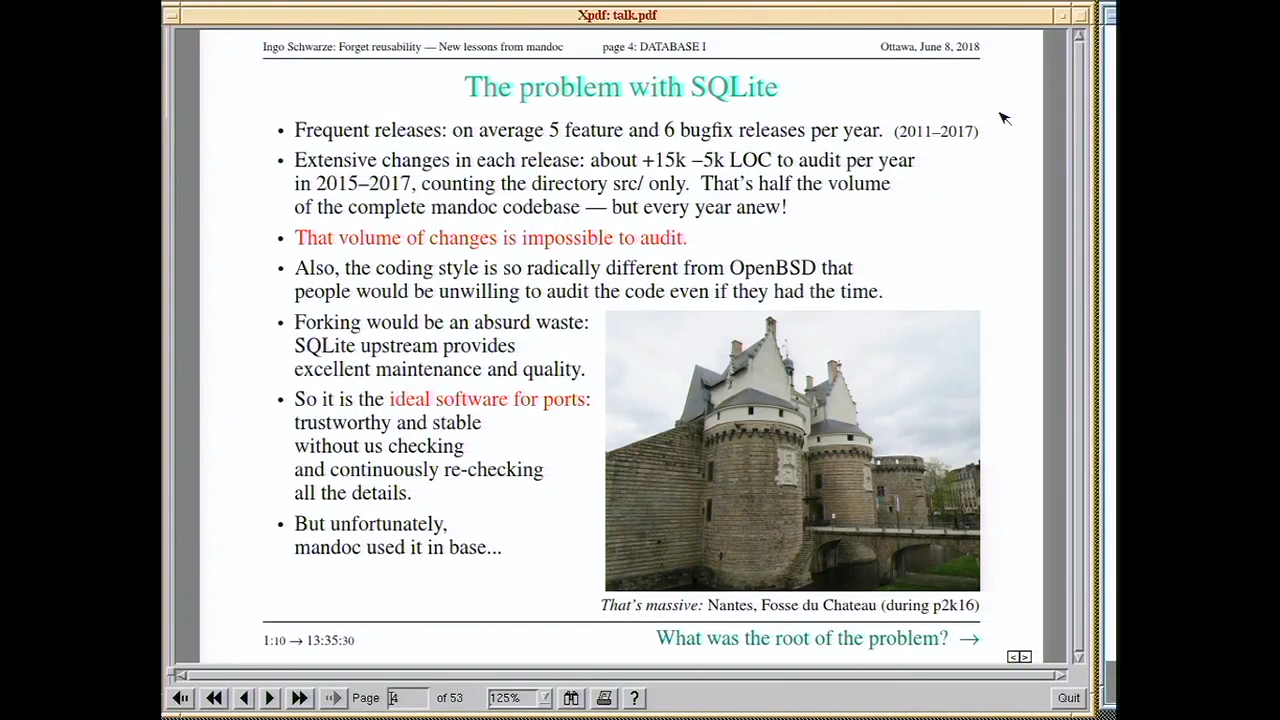 Xpdf: talk.pdf
Ingo Schwarze: Forget reusability — New lessons from mandoc page 4: DATABASE I Ottawa, June 8, 2018
The problem with SQLite
• Frequent releases: on average 5 feature and 6 bugfix releases per year. (2011–2017)
• Extensive changes in each release: about +15k −5k LOC to audit per year
in 2015–2017, counting the directory src/ only. That's half the volume
of the complete mandoc codebase — but every year anew!
• That volume of changes is impossible to audit.
• Also, the coding style is so radically different from OpenBSD that
people would be unwilling to audit the code even if they had the time.
• Forking would be an absurd waste:
SQLite upstream provides
excellent maintenance and quality.
• So it is the ideal software for ports:
trustworthy and stable
without us checking
and continuously re-checking
all the details.
• But unfortunately,
mandoc used it in base...
That's massive: Nantes, Fosse du Chateau (during p2k16)
1:10 → 13:35:30 What was the root of the problem? →
Page 4 of 53 125% ? Quit